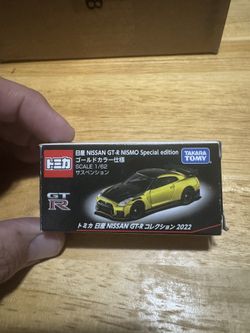 トミカ
日産 NISSAN GT-R NISMO Special edition
ゴールドカラー仕様
SCALE 1/62
サスペンション
TAKARA
TOMY
GT
R
トミカ 日産 NISSAN GT-R コレクション 2022